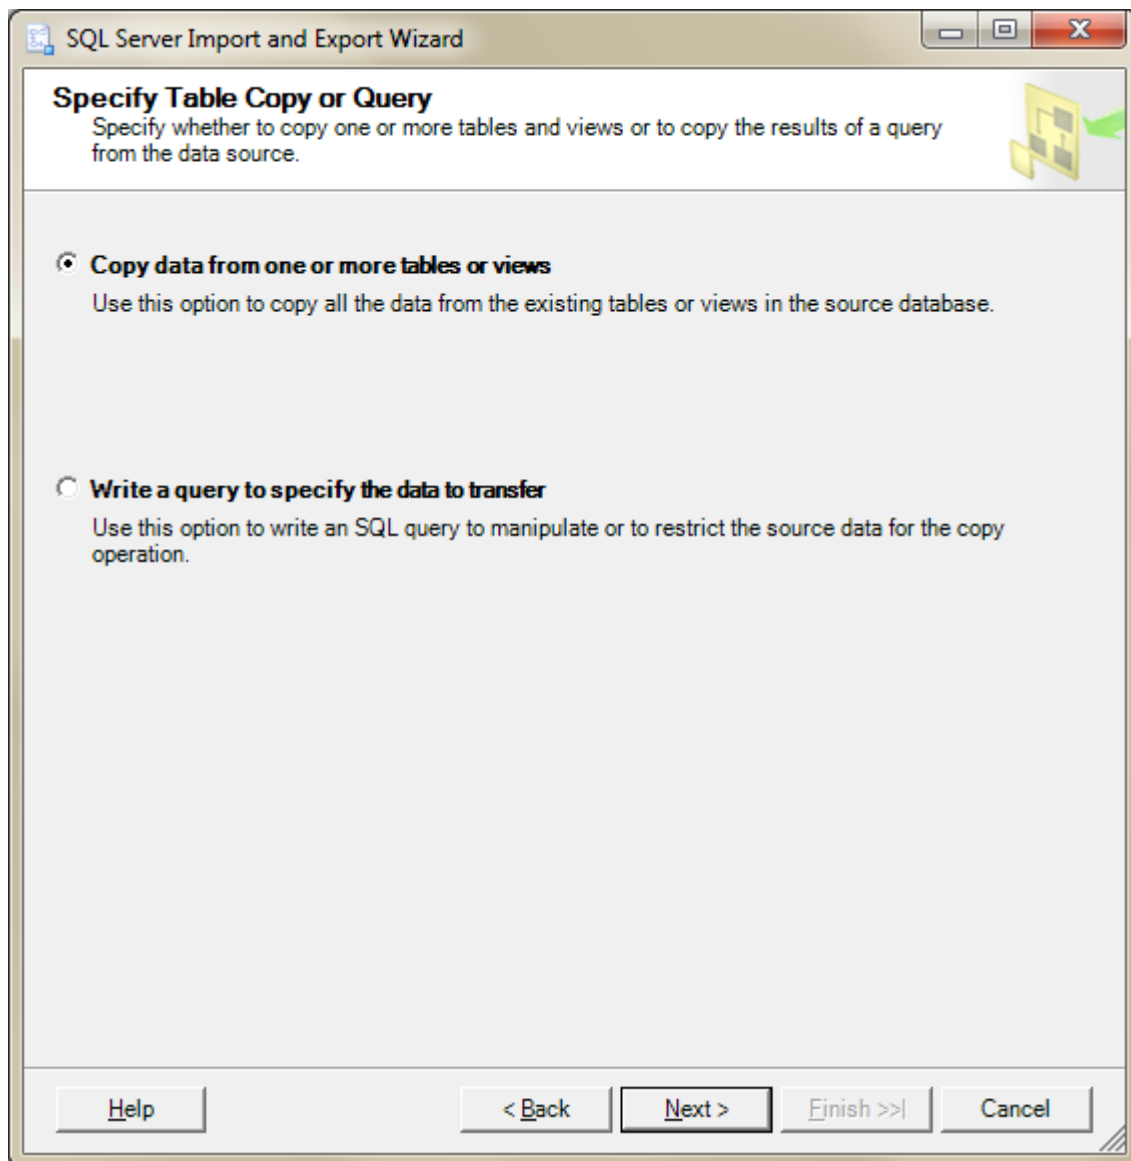 SQL Server Import and Export Wizard
Specify Table Copy or Query
Specify whether to copy one or more tables and views or to copy the results of a query
from the data source.
Copy data from one or more tables or views
Use this option to copy all the data from the existing tables or views in the source database.
Write a query to specify the data to transfer
Use this option to write an SQL query to manipulate or to restrict the source data for the copy
operation.
Help < Back Next > Finish >>| Cancel